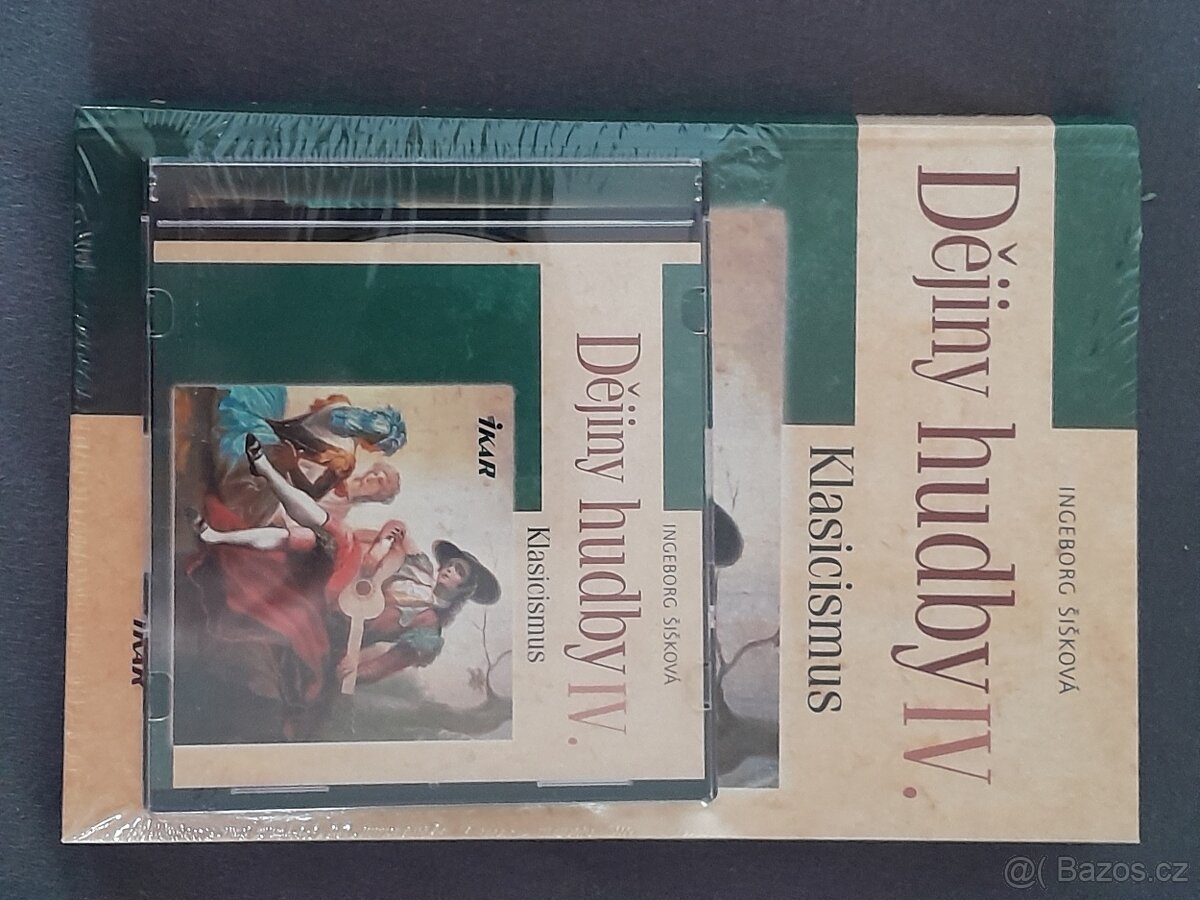 INGEBORG ŠIŠKOVÁ
Dějiny hudby IV.
Klasicismus
INGEBORG ŠIŠKOVÁ
Dějiny hudby IV.
Klasicismus
IKAR
IKAR
@( Bazos.cz